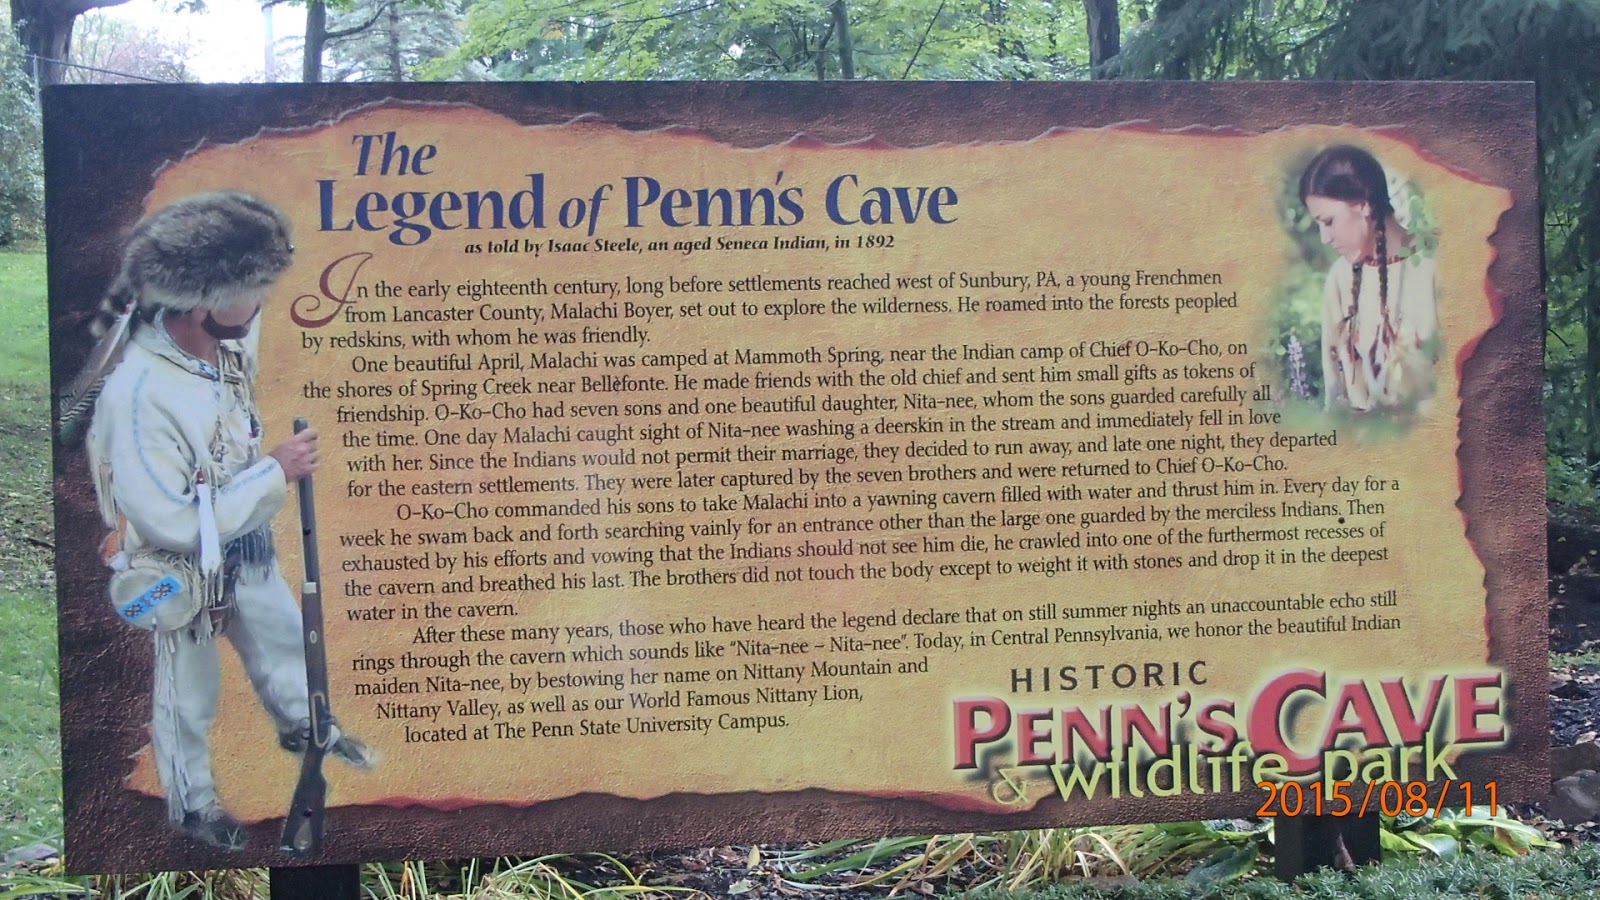 The
Legend of Penn's Cave
as told by Isaac Steele, an aged Seneca Indian, in 1892
In the early eighteenth century, long before settlements reached west of Sunbury, PA, a young Frenchmen
from Lancaster County, Malachi Boyer, set out to explore the wilderness. He roamed into the forests peopled
by redskins, with whom he was friendly.
One beautiful April, Malachi was camped at Mammoth Spring, near the Indian camp of Chief O-Ko-Cho, on
the shores of Spring Creek near Bellefonte. He made friends with the old chief and sent him small gifts as tokens of
friendship. O-Ko-Cho had seven sons and one beautiful daughter, Nita-nee, whom the sons guarded carefully all
the time. One day Malachi caught sight of Nita-nee washing a deerskin in the stream and immediately fell in love
with her. Since the Indians would not permit their marriage, they decided to run away, and late one night, they departed
for the eastern settlements. They were later captured by the seven brothers and were returned to Chief O-Ko-Cho.
O-Ko-Cho commanded his sons to take Malachi into a yawning cavern filled with water and thrust him in. Every day for a
week he swam back and forth searching vainly for an entrance other than the large one guarded by the merciless Indians. Then
exhausted by his efforts and vowing that the Indians should not see him die, he crawled into one of the furthermost recesses of
the cavern and breathed his last. The brothers did not touch the body except to weight it with stones and drop it in the deepest
water in the cavern.
After these many years, those who have heard the legend declare that on still summer nights an unaccountable echo still
rings through the cavern which sounds like "Nita-nee – Nita-nee". Today, in Central Pennsylvania, we honor the beautiful Indian
maiden Nita-nee, by bestowing her name on Nittany Mountain and
Nittany Valley, as well as our World Famous Nittany Lion,
located at The Penn State University Campus.
HISTORIC
PENN'S CAVE
& wildlife park
2015/08/11